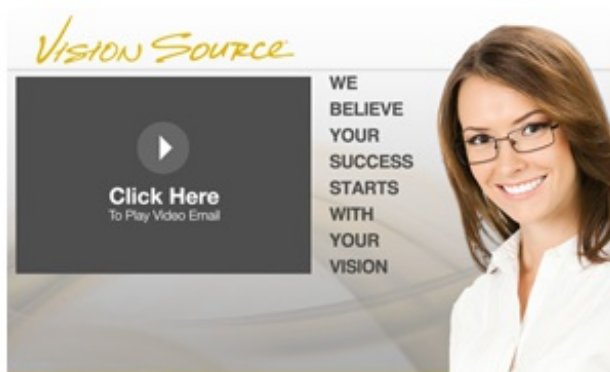 VISION SOURCE
Click Here
To Play Video Email
WE
BELIEVE
YOUR
SUCCESS
STARTS
WITH
YOUR
VISION